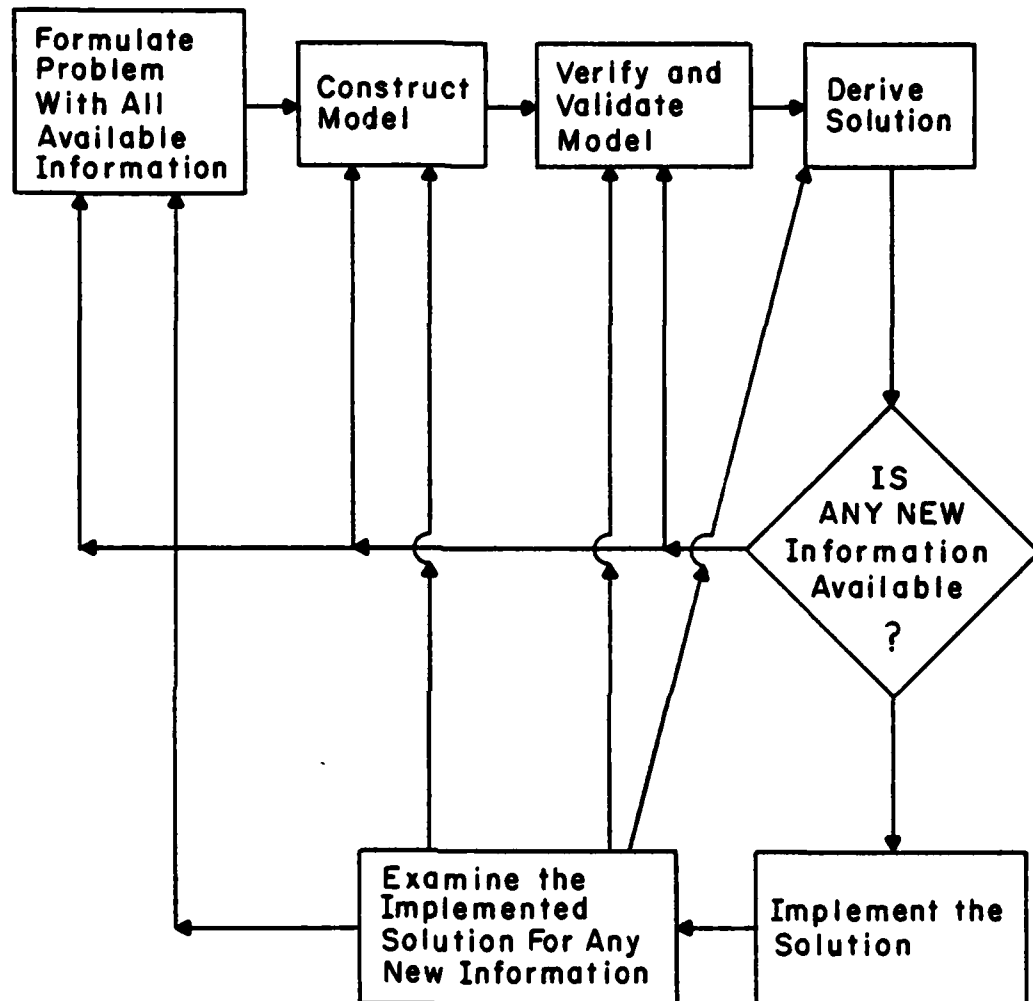 Formulate
Problem
With All
Available
Information
Construct
Model
Verify and
Validate
Model
Derive
Solution
IS
ANY NEW
Information
Available
?
Examine the
Implemented
Solution For Any
New Information
Implement the
Solution